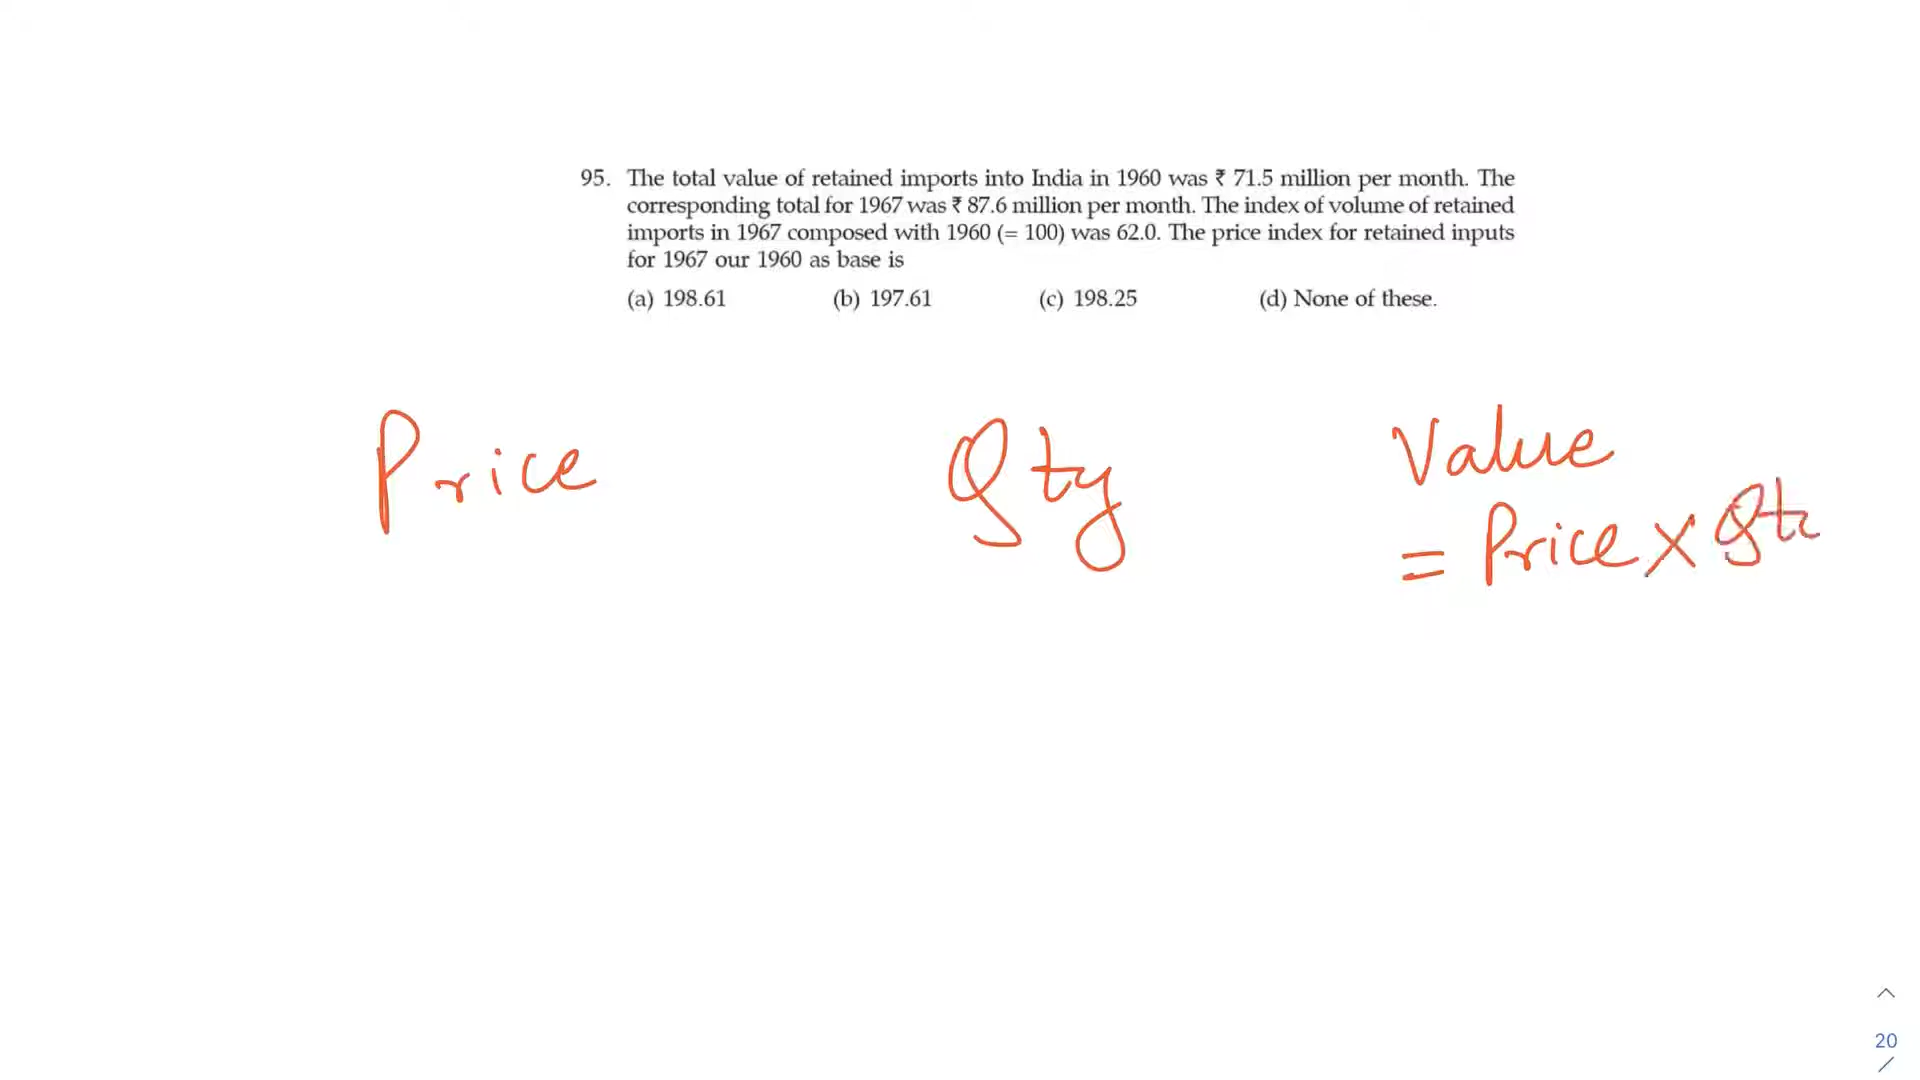 95. The total value of retained imports into India in 1960 was ₹ 71.5 million per month. The
corresponding total for 1967 was ₹ 87.6 million per month. The index of volume of retained
imports in 1967 composed with 1960 (= 100) was 62.0. The price index for retained inputs
for 1967 our 1960 as base is
(a) 198.61 (b) 197.61 (c) 198.25 (d) None of these.
Price Qty Value
= Price × Qt
20